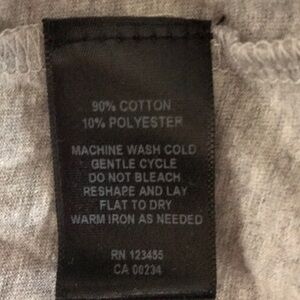 90% COTTON
10% POLYESTER
MACHINE WASH COLD
GENTLE CYCLE
DO NOT BLEACH
RESHAPE AND LAY
FLAT TO DRY
WARM IRON AS NEEDED
RN 123455
CA 00234